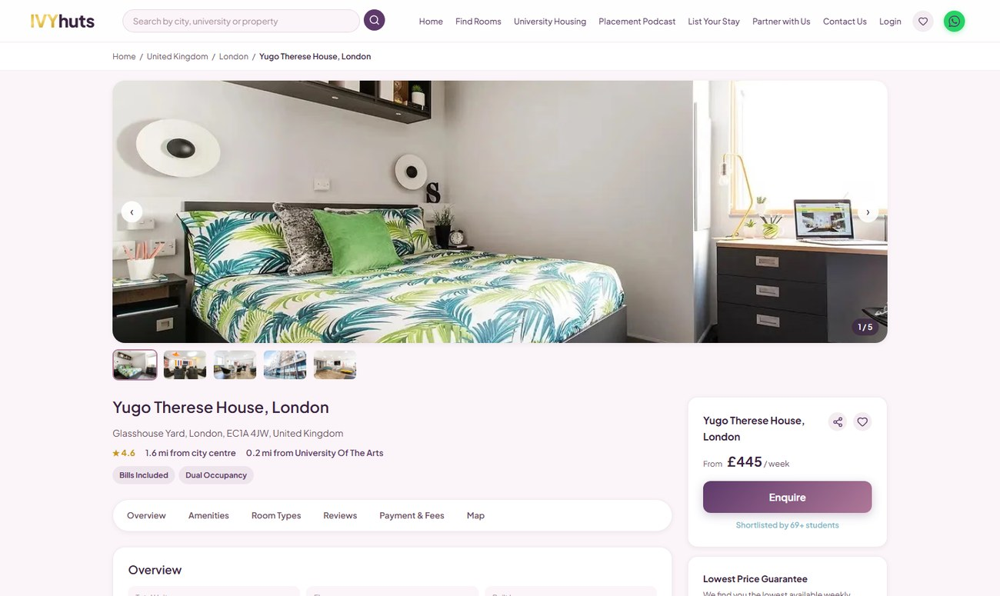 IVYhuts
Search by city, university or property
Home Find Rooms University Housing Placement Podcast List Your Stay Partner with Us Contact Us Login
Home / United Kingdom / London / Yugo Therese House, London
S
‹ ›
1 / 5
Yugo Therese House, London
Glasshouse Yard, London, EC1A 4JW, United Kingdom
★ 4.6 1.6 mi from city centre 0.2 mi from University Of The Arts
Bills Included Dual Occupancy
Overview Amenities Room Types Reviews Payment & Fees Map
Overview
Yugo Therese House,
London
From £445 / week
Enquire
Shortlisted by 69+ students
Lowest Price Guarantee
We find you the lowest available weekly